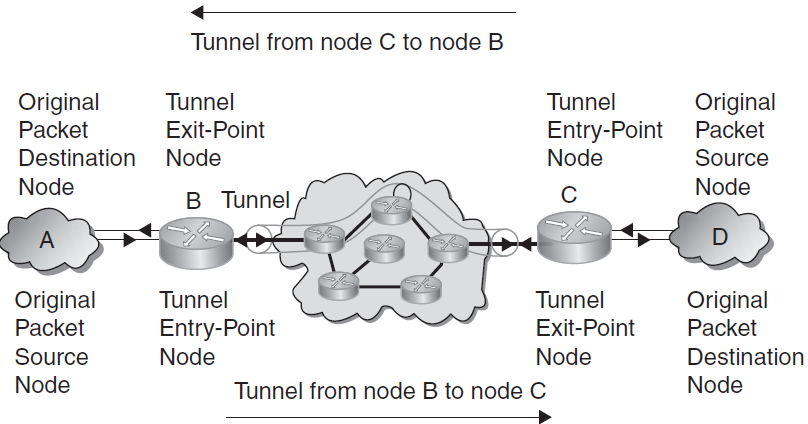 Tunnel from node C to node B
Original
Packet
Destination
Node
Tunnel
Exit-Point
Node
Tunnel
Entry-Point
Node
Original
Packet
Source
Node
B
Tunnel
C
A
D
Original
Packet
Source
Node
Tunnel
Entry-Point
Node
Tunnel
Exit-Point
Node
Original
Packet
Destination
Node
Tunnel from node B to node C